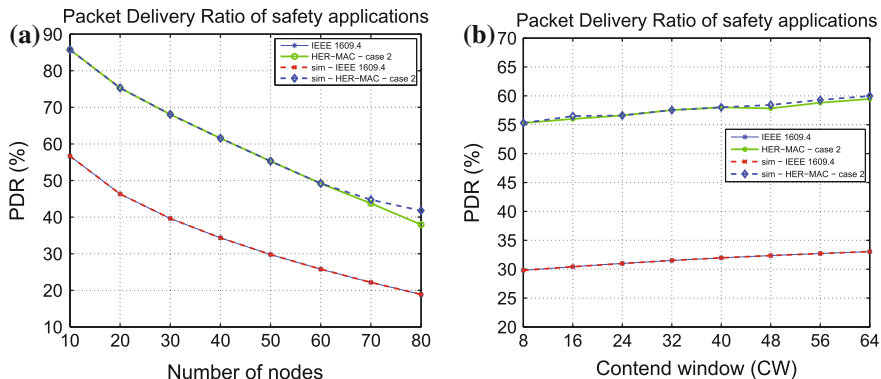 Packet Delivery Ratio of safety applications
(a)
IEEE 1609.4
HER-MAC - case 2
sim - IEEE 1609.4
sim - HER-MAC - case 2
100
90
80
70
60
50
40
30
20
10
PDR (%)
10 20 30 40 50 60 70 80
Number of nodes
Packet Delivery Ratio of safety applications
(b)
70
65
60
55
50
45
40
35
30
25
20
PDR (%)
IEEE 1609.4
HER-MAC - case 2
sim - IEEE 1609.4
sim - HER-MAC - case 2
8 16 24 32 40 48 56 64
Contend window (CW)